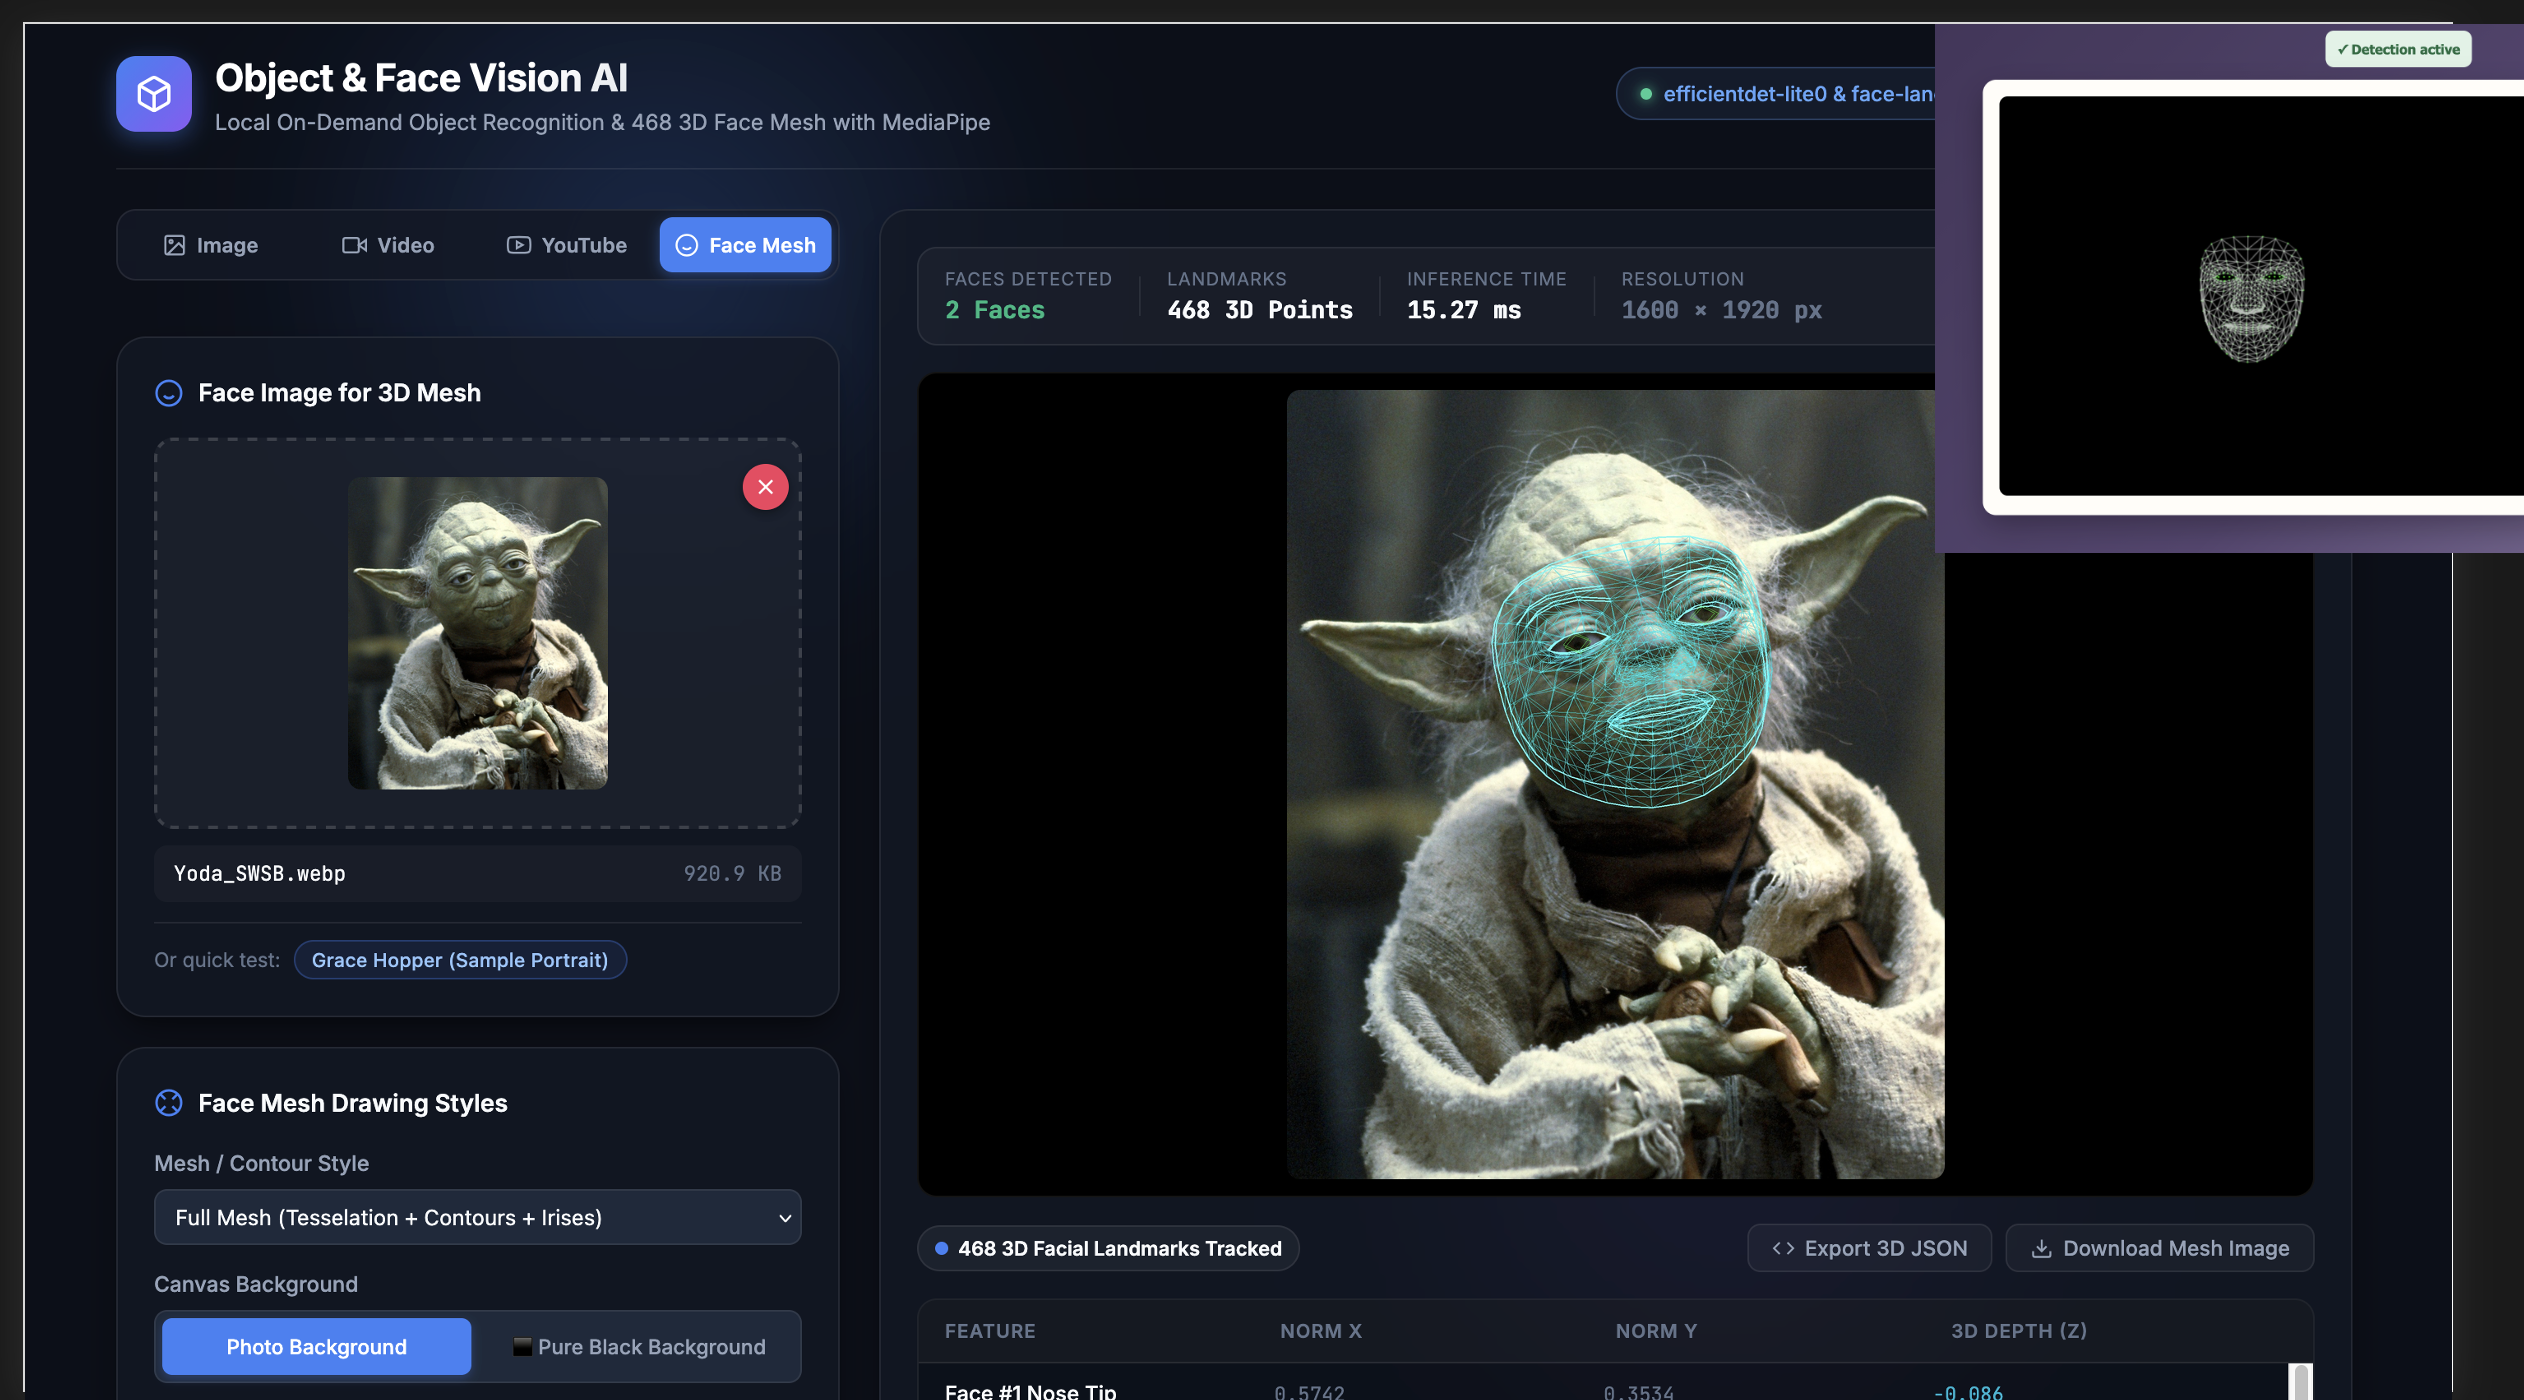 Object & Face Vision AI
Local On-Demand Object Recognition & 468 3D Face Mesh with MediaPipe
efficientdet-lite0 & face-lan
✓ Detection active
Image
Video
YouTube
Face Mesh
Face Image for 3D Mesh
Yoda_SWSB.webp
920.9 KB
Or quick test:
Grace Hopper (Sample Portrait)
Face Mesh Drawing Styles
Mesh / Contour Style
Full Mesh (Tesselation + Contours + Irises)
Canvas Background
Photo Background
Pure Black Background
FACES DETECTED
2 Faces
LANDMARKS
468 3D Points
INFERENCE TIME
15.27 ms
RESOLUTION
1600 × 1920 px
468 3D Facial Landmarks Tracked
Export 3D JSON
Download Mesh Image
FEATURE NORM X NORM Y 3D DEPTH (Z)
Face #1 Nose Tip 0.5742 0.3534 -0.086